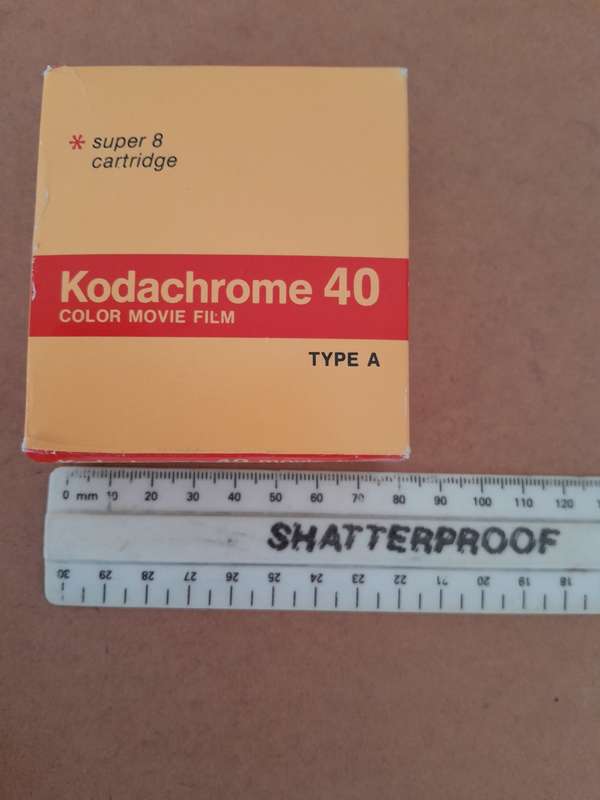 * super 8
cartridge
Kodachrome 40
COLOR MOVIE FILM
TYPE A
0 mm 10 20 30 40 50 60 70 80 90 100 110 120
SHATTERPROOF
30 29 28 27 26 25 24 23 22 21 20 19 18